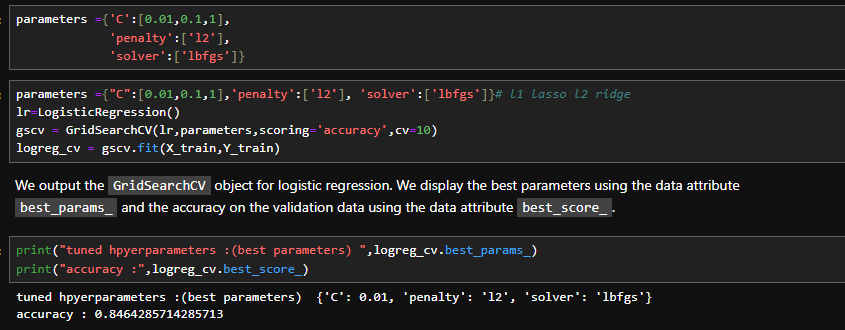 parameters ={'C':[0.01,0.1,1],
'penalty':['l2'],
'solver':['lbfgs']}
parameters ={"C":[0.01,0.1,1],'penalty':['l2'], 'solver':['lbfgs']}# l1 lasso l2 ridge
lr=LogisticRegression()
gscv = GridSearchCV(lr,parameters,scoring='accuracy',cv=10)
logreg_cv = gscv.fit(X_train,Y_train)
We output the GridSearchCV object for logistic regression. We display the best parameters using the data attribute
best_params_ and the accuracy on the validation data using the data attribute best_score_.
print("tuned hpyerparameters :(best parameters) ",logreg_cv.best_params_)
print("accuracy :",logreg_cv.best_score_)
tuned hpyerparameters :(best parameters)  {'C': 0.01, 'penalty': 'l2', 'solver': 'lbfgs'}
accuracy : 0.8464285714285713